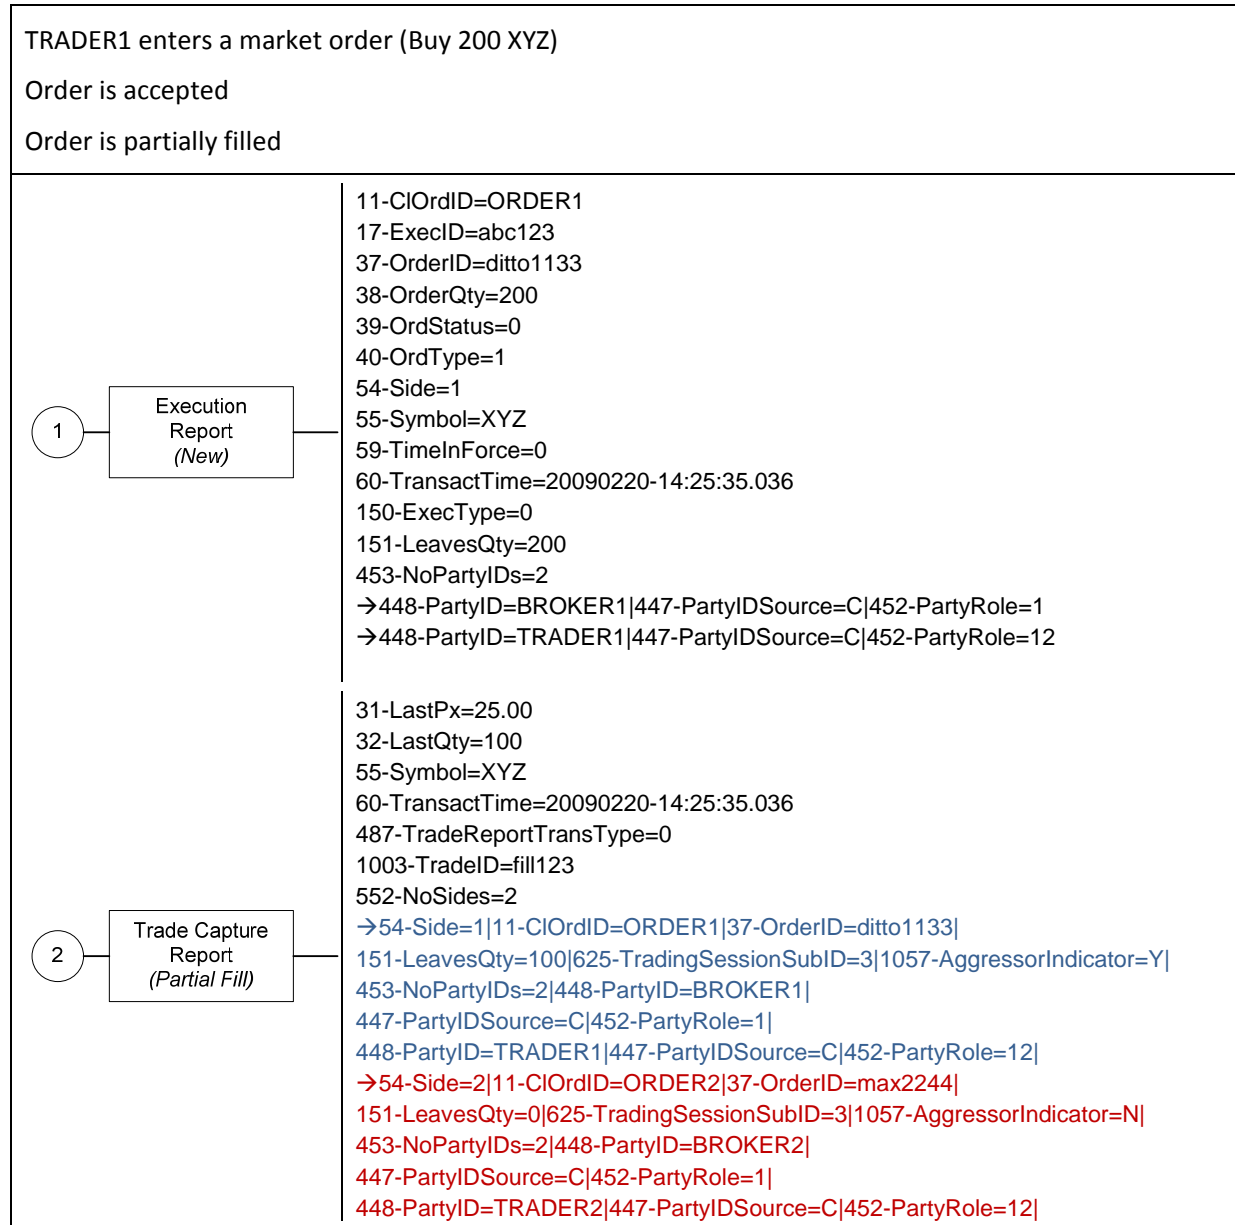 TRADER1 enters a market order (Buy 200 XYZ)
Order is accepted
Order is partially filled
1
Execution
Report
(New)
11-ClOrdID=ORDER1
17-ExecID=abc123
37-OrderID=ditto1133
38-OrderQty=200
39-OrdStatus=0
40-OrdType=1
54-Side=1
55-Symbol=XYZ
59-TimeInForce=0
60-TransactTime=20090220-14:25:35.036
150-ExecType=0
151-LeavesQty=200
453-NoPartyIDs=2
→448-PartyID=BROKER1|447-PartyIDSource=C|452-PartyRole=1
→448-PartyID=TRADER1|447-PartyIDSource=C|452-PartyRole=12
2
Trade Capture
Report
(Partial Fill)
31-LastPx=25.00
32-LastQty=100
55-Symbol=XYZ
60-TransactTime=20090220-14:25:35.036
487-TradeReportTransType=0
1003-TradeID=fill123
552-NoSides=2
→54-Side=1|11-ClOrdID=ORDER1|37-OrderID=ditto1133|
151-LeavesQty=100|625-TradingSessionSubID=3|1057-AggressorIndicator=Y|
453-NoPartyIDs=2|448-PartyID=BROKER1|
447-PartyIDSource=C|452-PartyRole=1|
448-PartyID=TRADER1|447-PartyIDSource=C|452-PartyRole=12|
→54-Side=2|11-ClOrdID=ORDER2|37-OrderID=max2244|
151-LeavesQty=0|625-TradingSessionSubID=3|1057-AggressorIndicator=N|
453-NoPartyIDs=2|448-PartyID=BROKER2|
447-PartyIDSource=C|452-PartyRole=1|
448-PartyID=TRADER2|447-PartyIDSource=C|452-PartyRole=12|